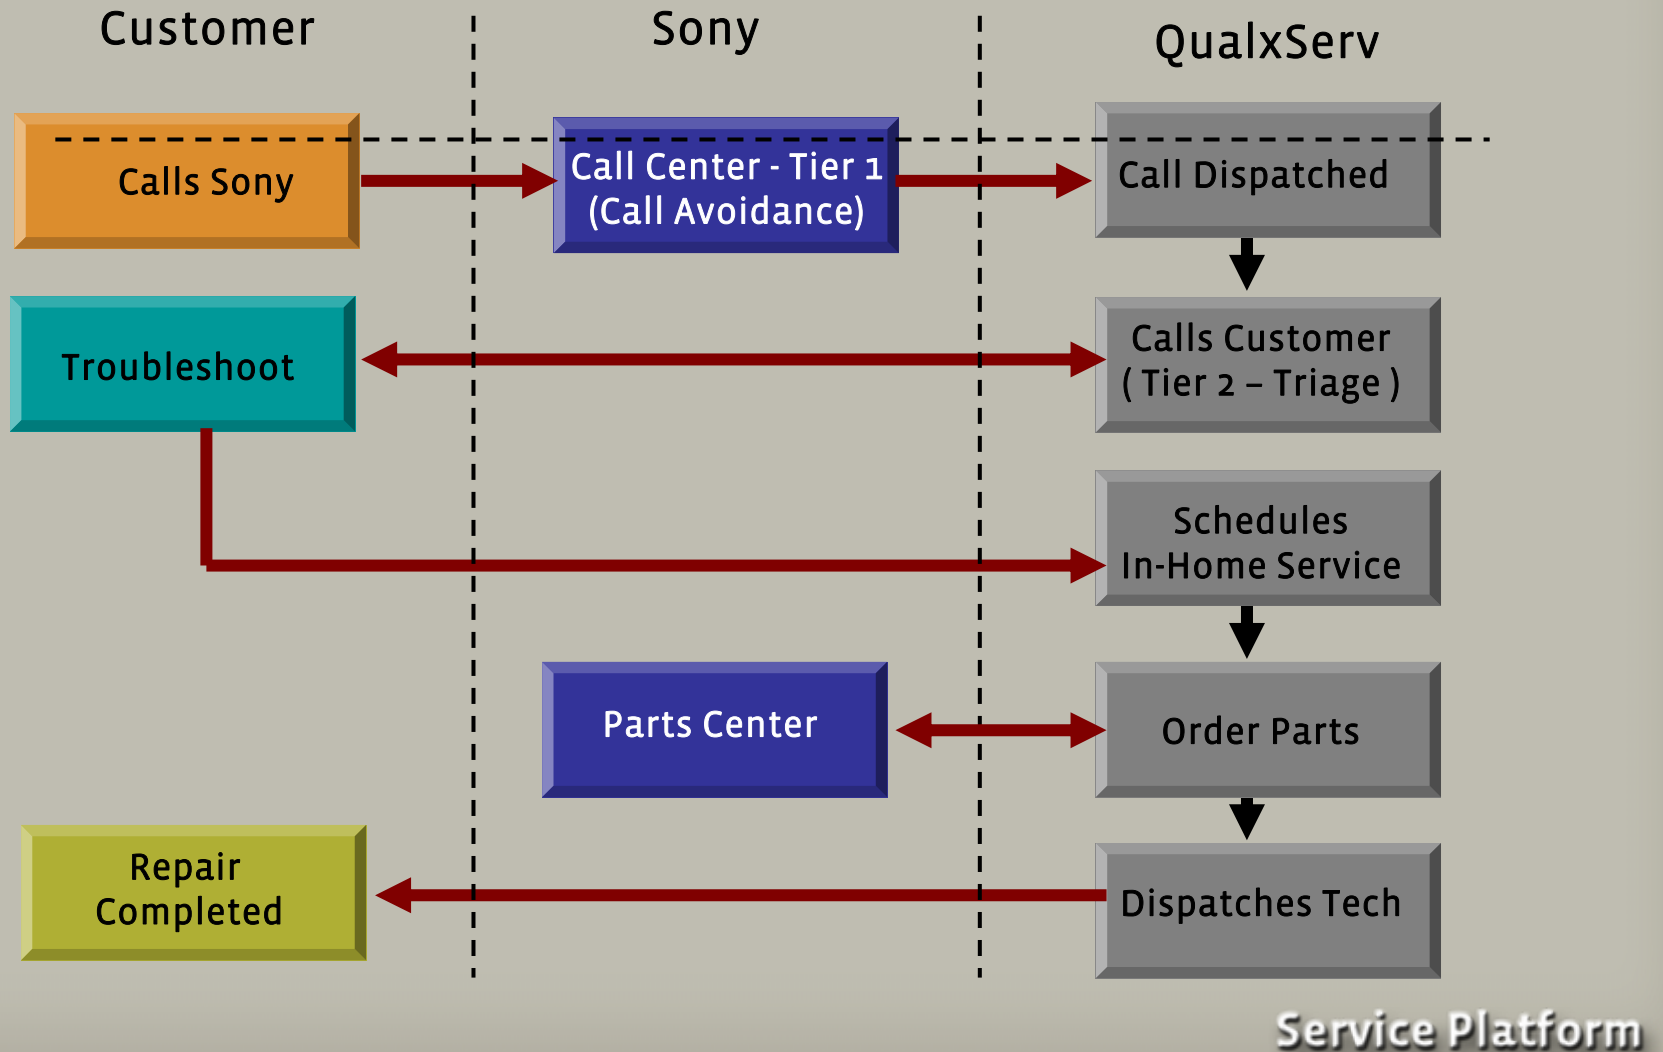 Customer
Sony
QualxServ
Calls Sony
Call Center - Tier 1
(Call Avoidance)
Call Dispatched
Troubleshoot
Calls Customer
( Tier 2 – Triage )
Schedules
In-Home Service
Parts Center
Order Parts
Repair
Completed
Dispatches Tech
Service Platform